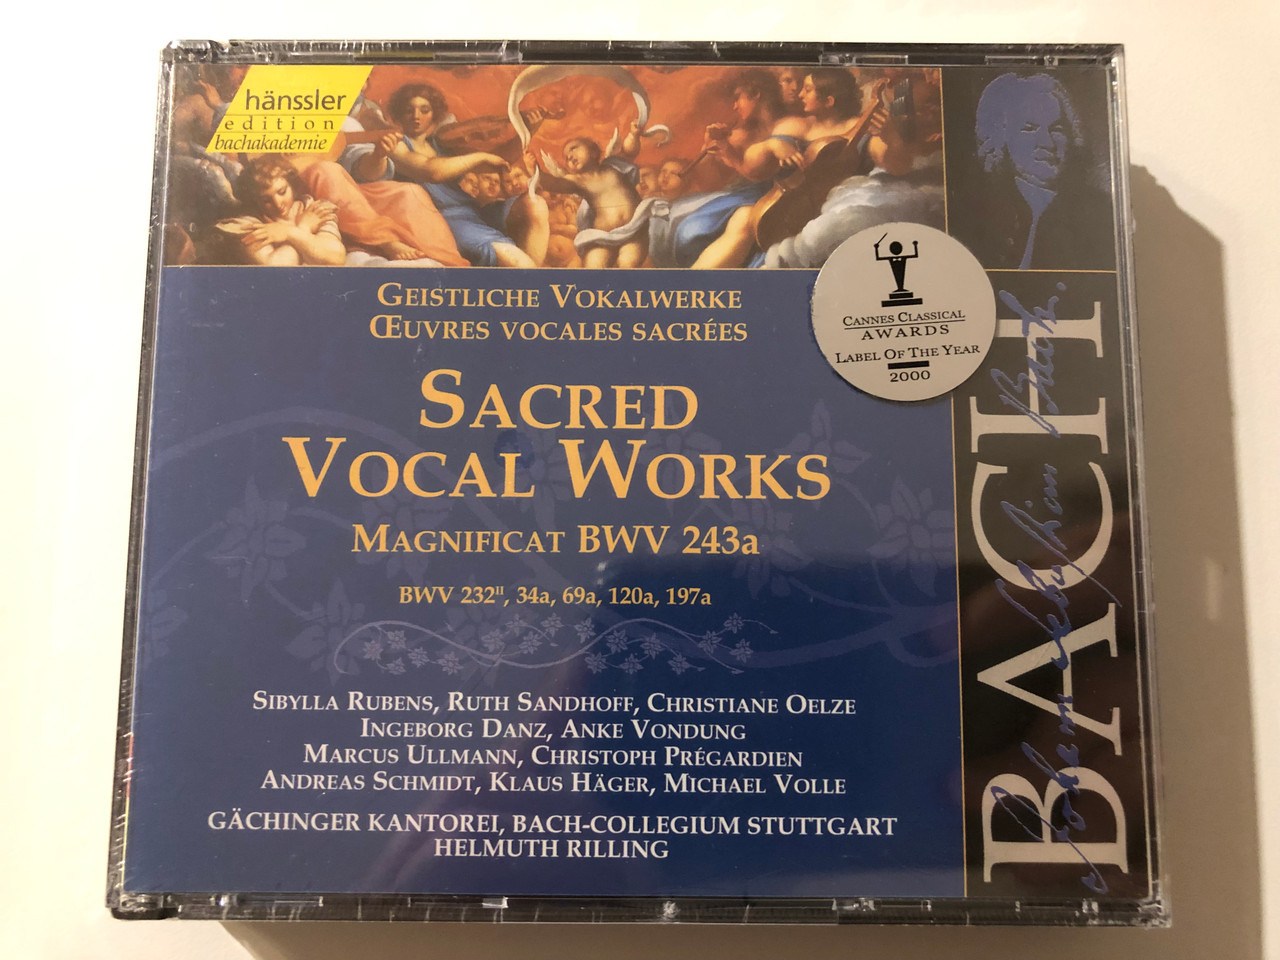 hänssler
edition
bachakademie
GEISTLICHE VOKALWERKE
ŒUVRES VOCALES SACRÉES
CANNES CLASSICAL
AWARDS
LABEL OF THE YEAR
2000
SACRED
VOCAL WORKS
MAGNIFICAT BWV 243a
BWV 232II, 34a, 69a, 120a, 197a
SIBYLLA RUBENS, RUTH SANDHOFF, CHRISTIANE OELZE
INGEBORG DANZ, ANKE VONDUNG
MARCUS ULLMANN, CHRISTOPH PRÉGARDIEN
ANDREAS SCHMIDT, KLAUS HÄGER, MICHAEL VOLLE
GÄCHINGER KANTOREI, BACH-COLLEGIUM STUTTGART
HELMUTH RILLING
BACH